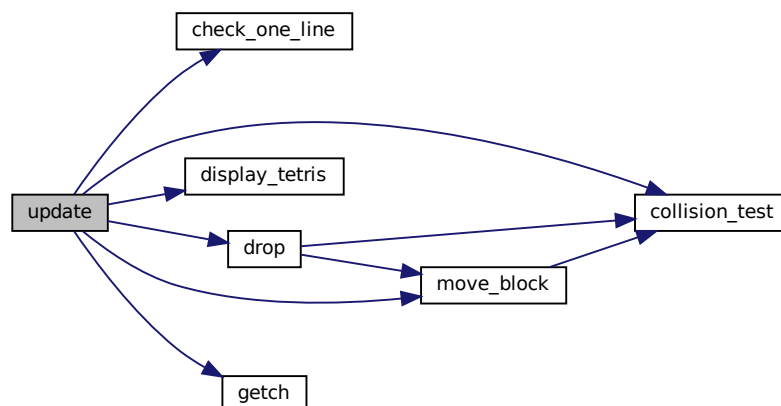 check_one_line
display_tetris
update
collision_test
drop
move_block
getch